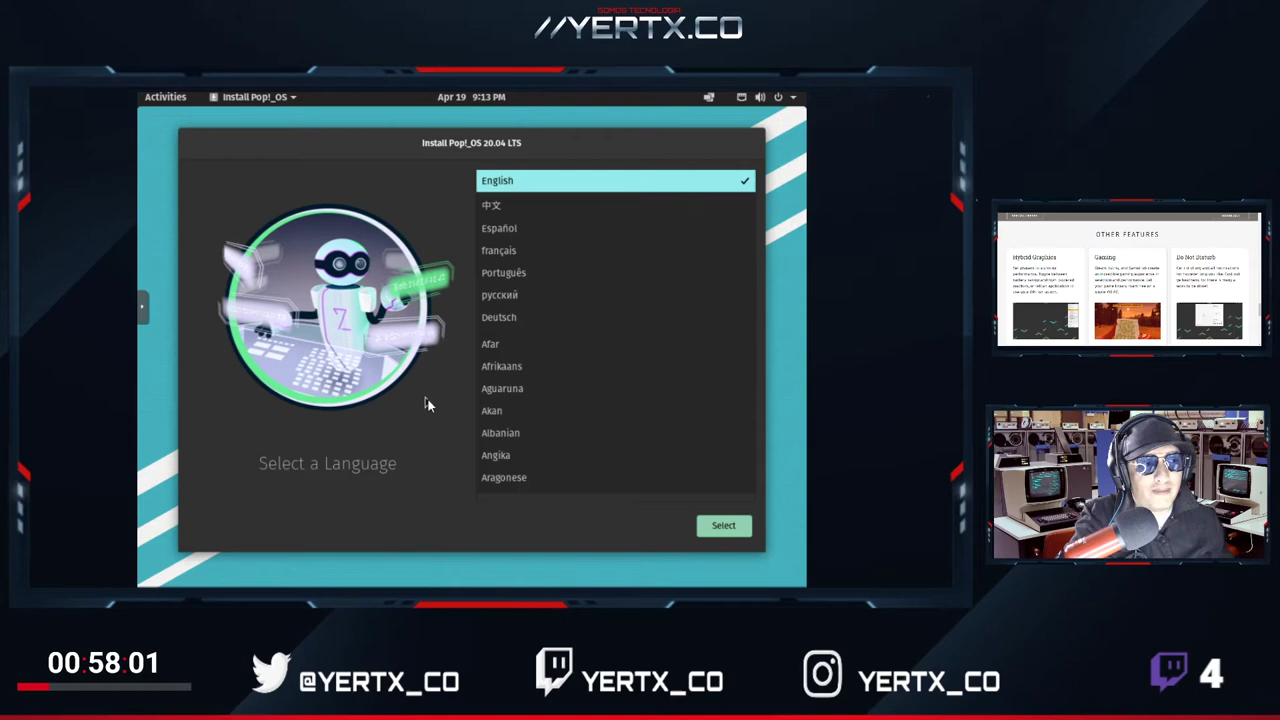 SOMOS TECNOLOGIA
//YERTX.CO
Activities
Install Pop!_OS
Apr 19 9:13 PM
Install Pop!_OS 20.04 LTS
English
中文
Español
français
Português
русский
Deutsch
Afar
Afrikaans
Aguaruna
Akan
Albanian
Angika
Aragonese
Select a Language
Select
OTHER FEATURES
Hybrid Graphics
Gaming
Do Not Disturb
00:58:01
@YERTX_CO
YERTX_CO
YERTX_CO
4